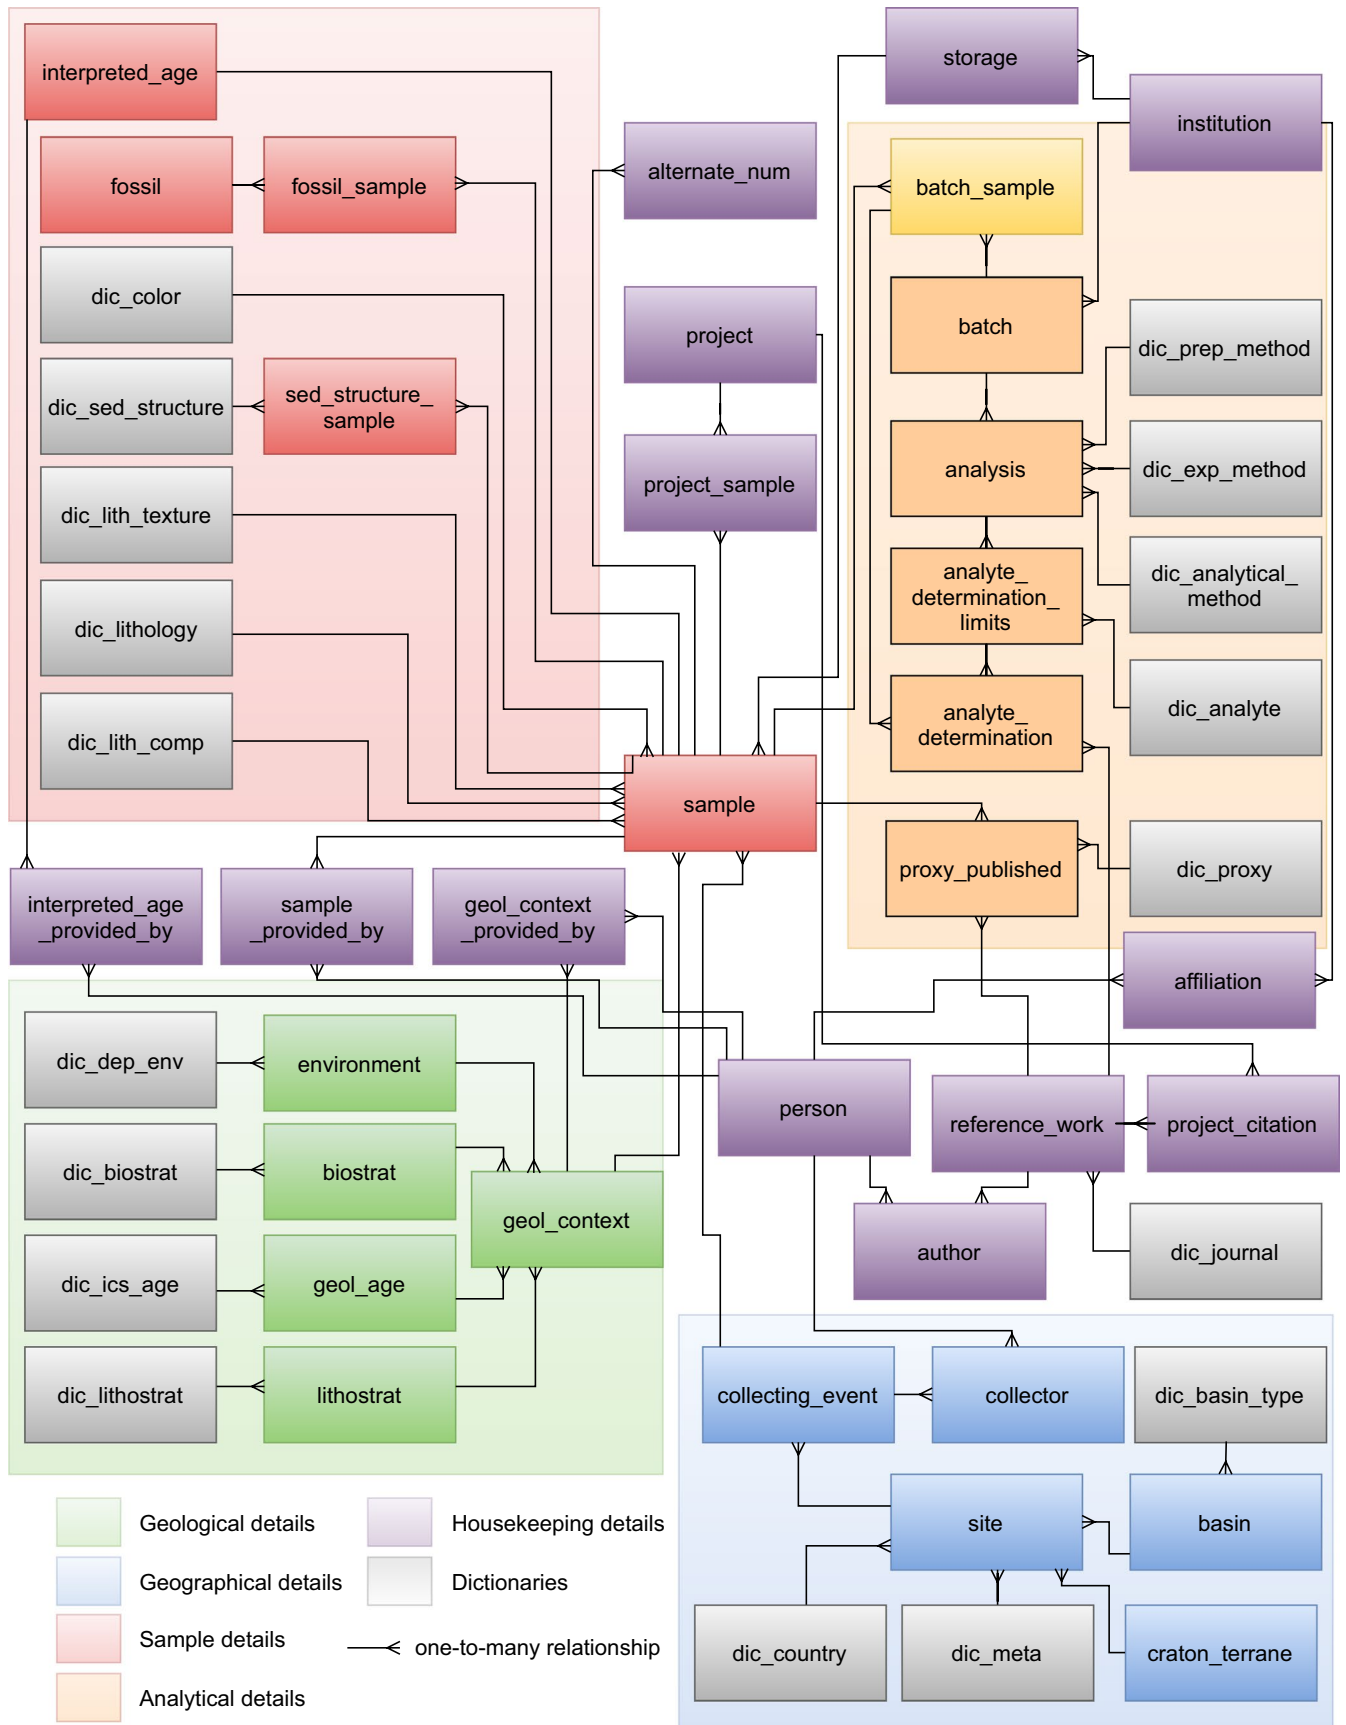 interpreted_age
storage
institution
fossil
fossil_sample
alternate_num
batch_sample
dic_color
project
batch
dic_prep_method
dic_sed_structure
sed_structure_
sample
project_sample
analysis
dic_exp_method
dic_lith_texture
analyte_
determination_
limits
dic_analytical_
method
dic_lithology
dic_lith_comp
analyte_
determination
dic_analyte
sample
proxy_published
dic_proxy
interpreted_age
_provided_by
sample
_provided_by
geol_context
_provided_by
affiliation
dic_dep_env
environment
person
reference_work
project_citation
dic_biostrat
biostrat
geol_context
author
dic_journal
dic_ics_age
geol_age
dic_lithostrat
lithostrat
collecting_event
collector
dic_basin_type
site
basin
dic_country
dic_meta
craton_terrane
Geological details
Housekeeping details
Geographical details
Dictionaries
Sample details
one-to-many relationship
Analytical details